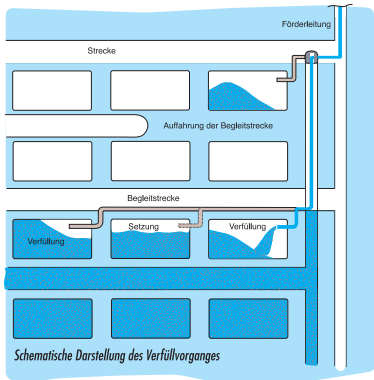 Förderleitung
Strecke
Auffahrung der Begleitstrecke
Begleitstrecke
Verfüllung
Setzung
Verfüllung
Schematische Darstellung des Verfüllvorganges